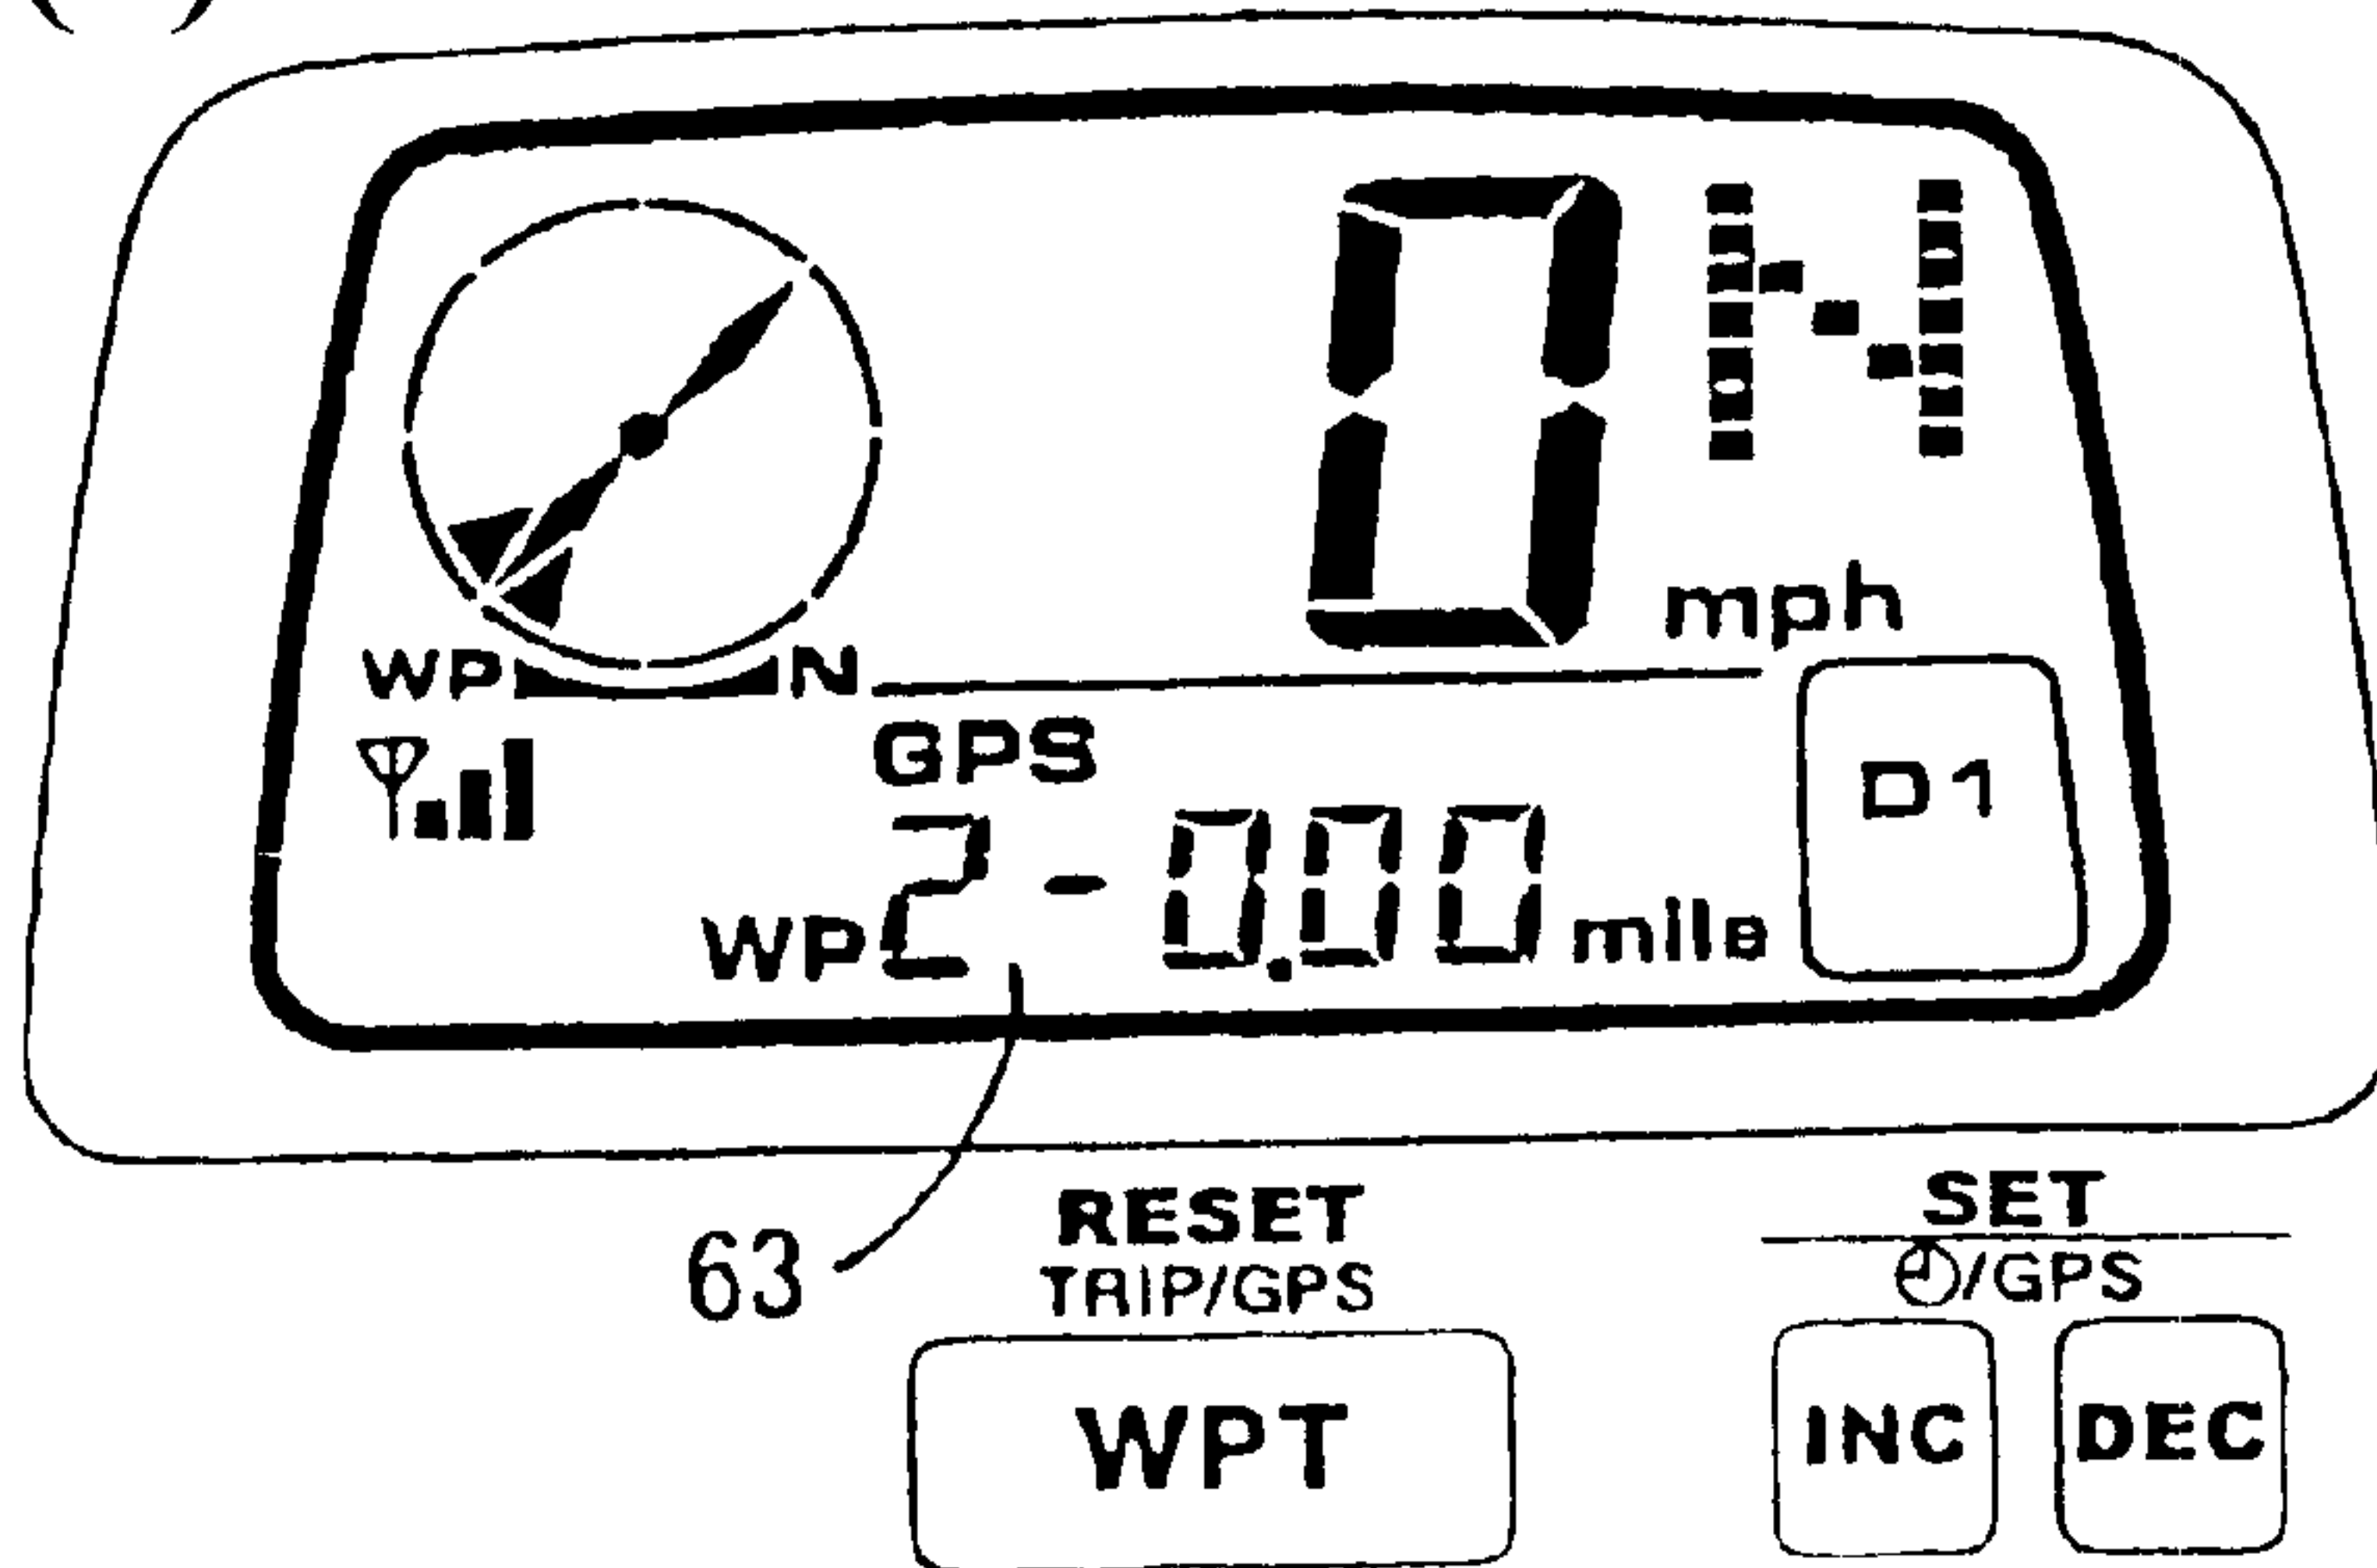 0 N
mph
WP N
GPS
D1
WP2-0.00 mile
63
RESET
TRIP/GPS
SET
/GPS
WPT
INC
DEC